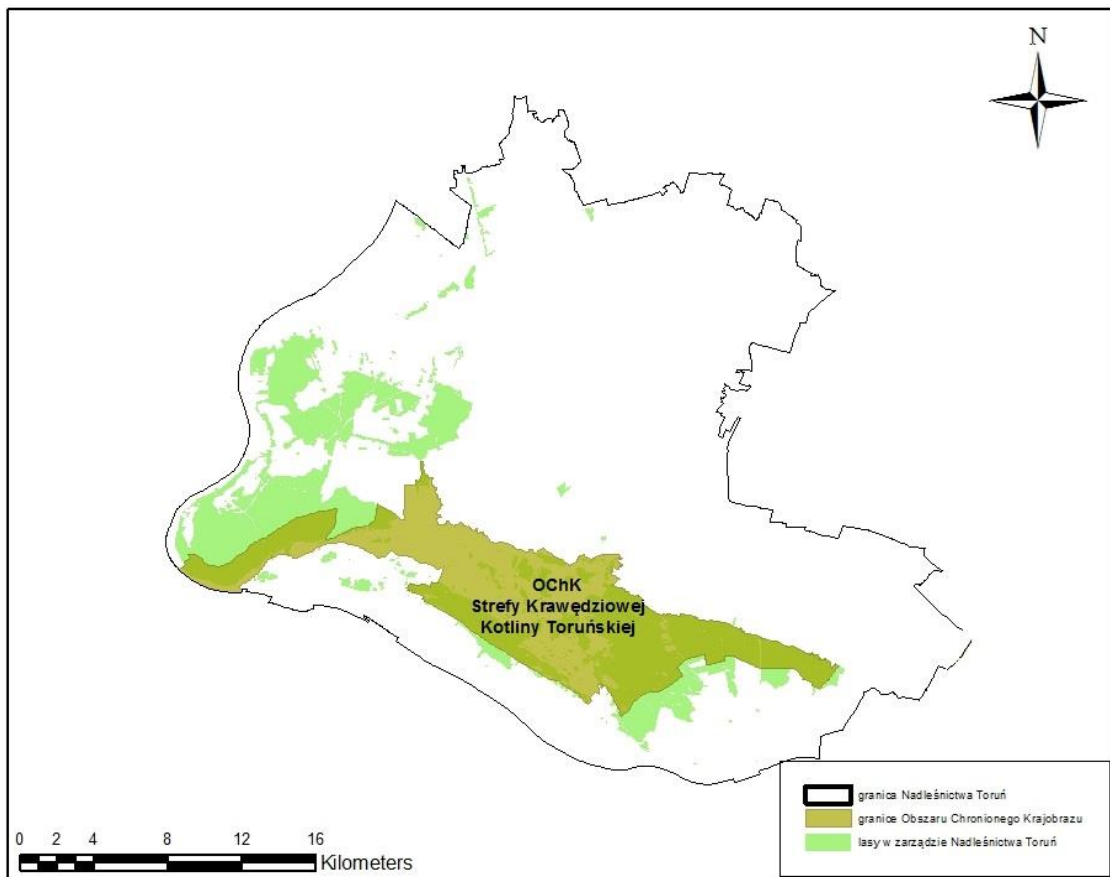 N
OChK
Strefy Krawędziowej
Kotliny Toruńskiej
granica Nadleśnictwa Toruń
granice Obszaru Chronionego Krajobrazu
lasy w zarządzie Nadleśnictwa Toruń
0 2 4 8 12 16
Kilometers